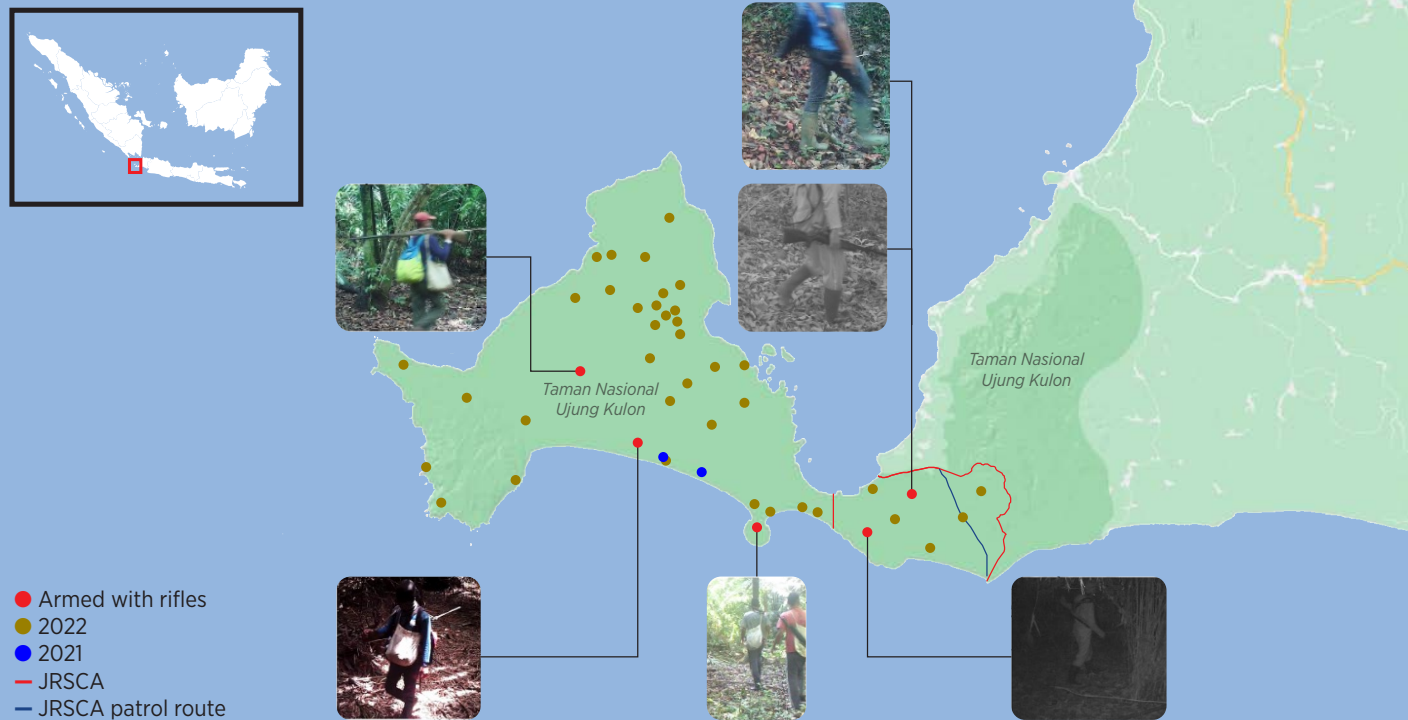 Taman Nasional
Ujung Kulon
Taman Nasional
Ujung Kulon
Armed with rifles
2022
2021
JRSCA
JRSCA patrol route